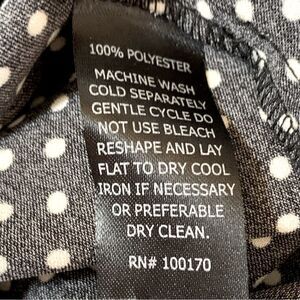 100% POLYESTER
MACHINE WASH
COLD SEPARATELY
GENTLE CYCLE DO
NOT USE BLEACH
RESHAPE AND LAY
FLAT TO DRY COOL
IRON IF NECESSARY
OR PREFERABLE
DRY CLEAN.
RN# 100170